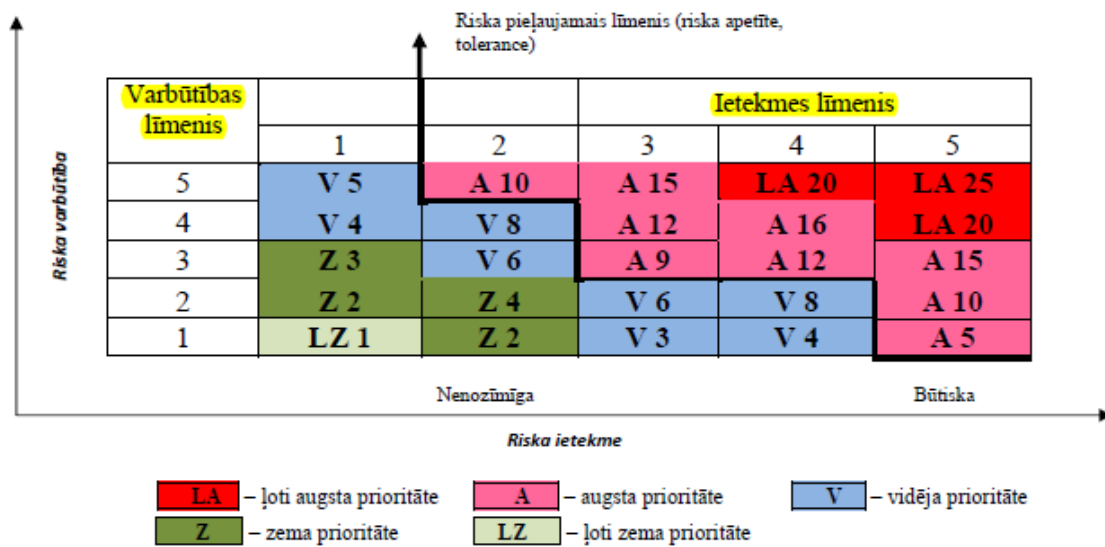 Riska pieļaujamais līmenis (riska apetīte,
tolerance)
Varbūtības
līmenis
Ietekmes līmenis
1 2 3 4 5
5 V 5 A 10 A 15 LA 20 LA 25
4 V 4 V 8 A 12 A 16 LA 20
3 Z 3 V 6 A 9 A 12 A 15
2 Z 2 Z 4 V 6 V 8 A 10
1 LZ 1 Z 2 V 3 V 4 A 5
Riska varbūtība
Nenozīmīga Būtiska
Riska ietekme
LA – ļoti augsta prioritāte A – augsta prioritāte V – vidēja prioritāte
Z – zema prioritāte LZ – ļoti zema prioritāte